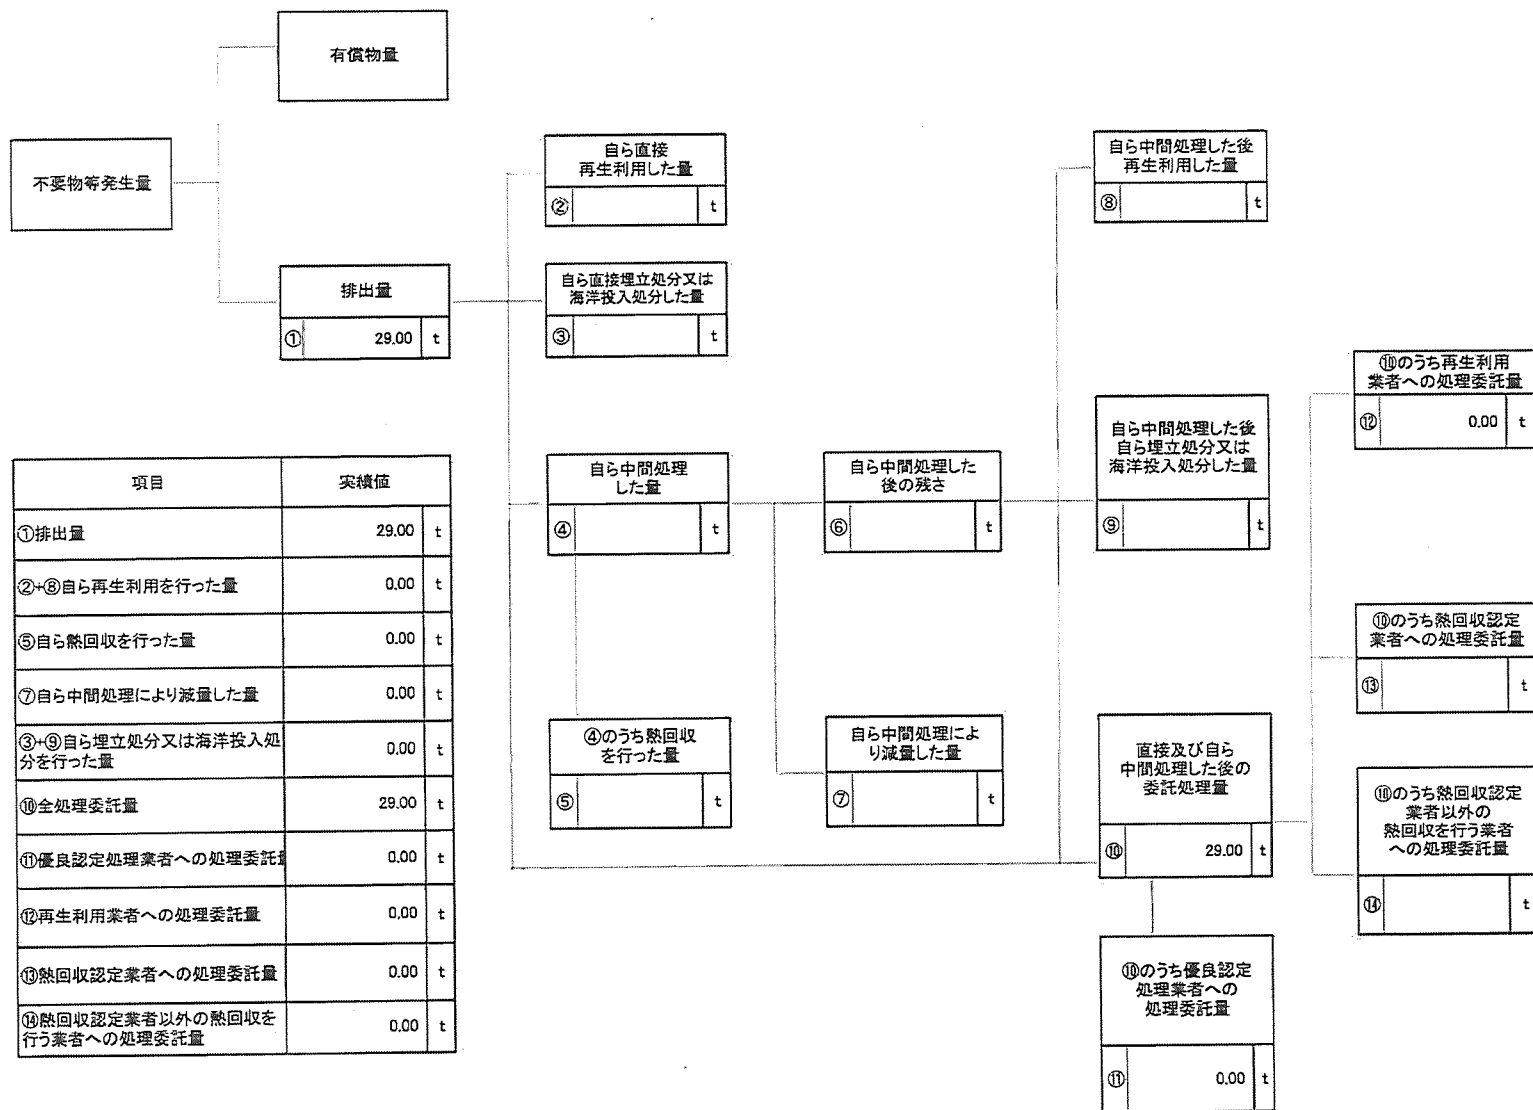 有償物量
不要物等発生量
排出量
① 29.00 t
自ら直接
再生利用した量
② t
自ら直接埋立処分又は
海洋投入処分した量
③ t
自ら中間処理
した量
④ t
④のうち熱回収
を行った量
⑤ t
自ら中間処理した
後の残さ
⑥ t
自ら中間処理によ
り減量した量
⑦ t
自ら中間処理した後
再生利用した量
⑧ t
自ら中間処理した後
自ら埋立処分又は
海洋投入処分した量
⑨ t
直接及び自ら
中間処理した後の
委託処理量
⑩ 29.00 t
⑩のうち優良認定
処理業者への
処理委託量
⑪ 0.00 t
⑩のうち再生利用
業者への処理委託量
⑫ 0.00 t
⑩のうち熱回収認定
業者への処理委託量
⑬ t
⑩のうち熱回収認定
業者以外の
熱回収を行う業者
への処理委託量
⑭ t
項目 実績値
①排出量 29.00 t
②+⑧自ら再生利用を行った量 0.00 t
⑤自ら熱回収を行った量 0.00 t
⑦自ら中間処理により減量した量 0.00 t
③+⑨自ら埋立処分又は海洋投入処
分を行った量 0.00 t
⑩全処理委託量 29.00 t
⑪優良認定処理業者への処理委託量 0.00 t
⑫再生利用業者への処理委託量 0.00 t
⑬熱回収認定業者への処理委託量 0.00 t
⑭熱回収認定業者以外の熱回収を
行う業者への処理委託量 0.00 t